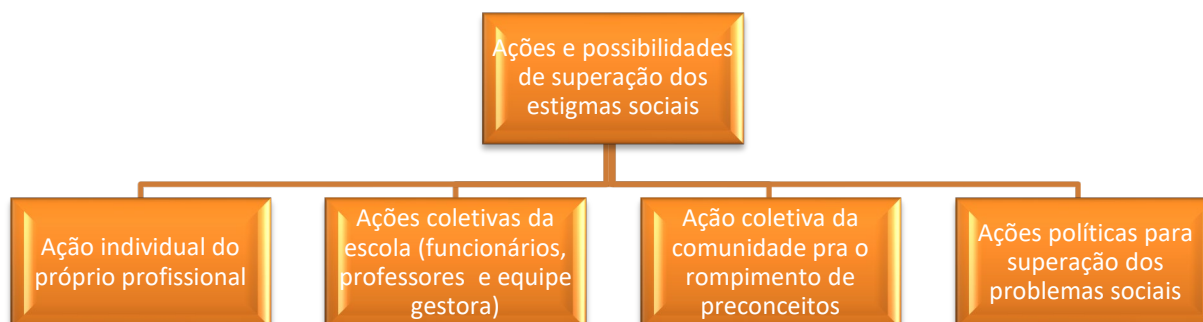 Ações e possibilidades
de superação dos
estigmas sociais
Ação individual do
próprio profissional
Ações coletivas da
escola (funcionários,
professores e equipe
gestora)
Ação coletiva da
comunidade pra o
rompimento de
preconceitos
Ações políticas para
superação dos
problemas sociais